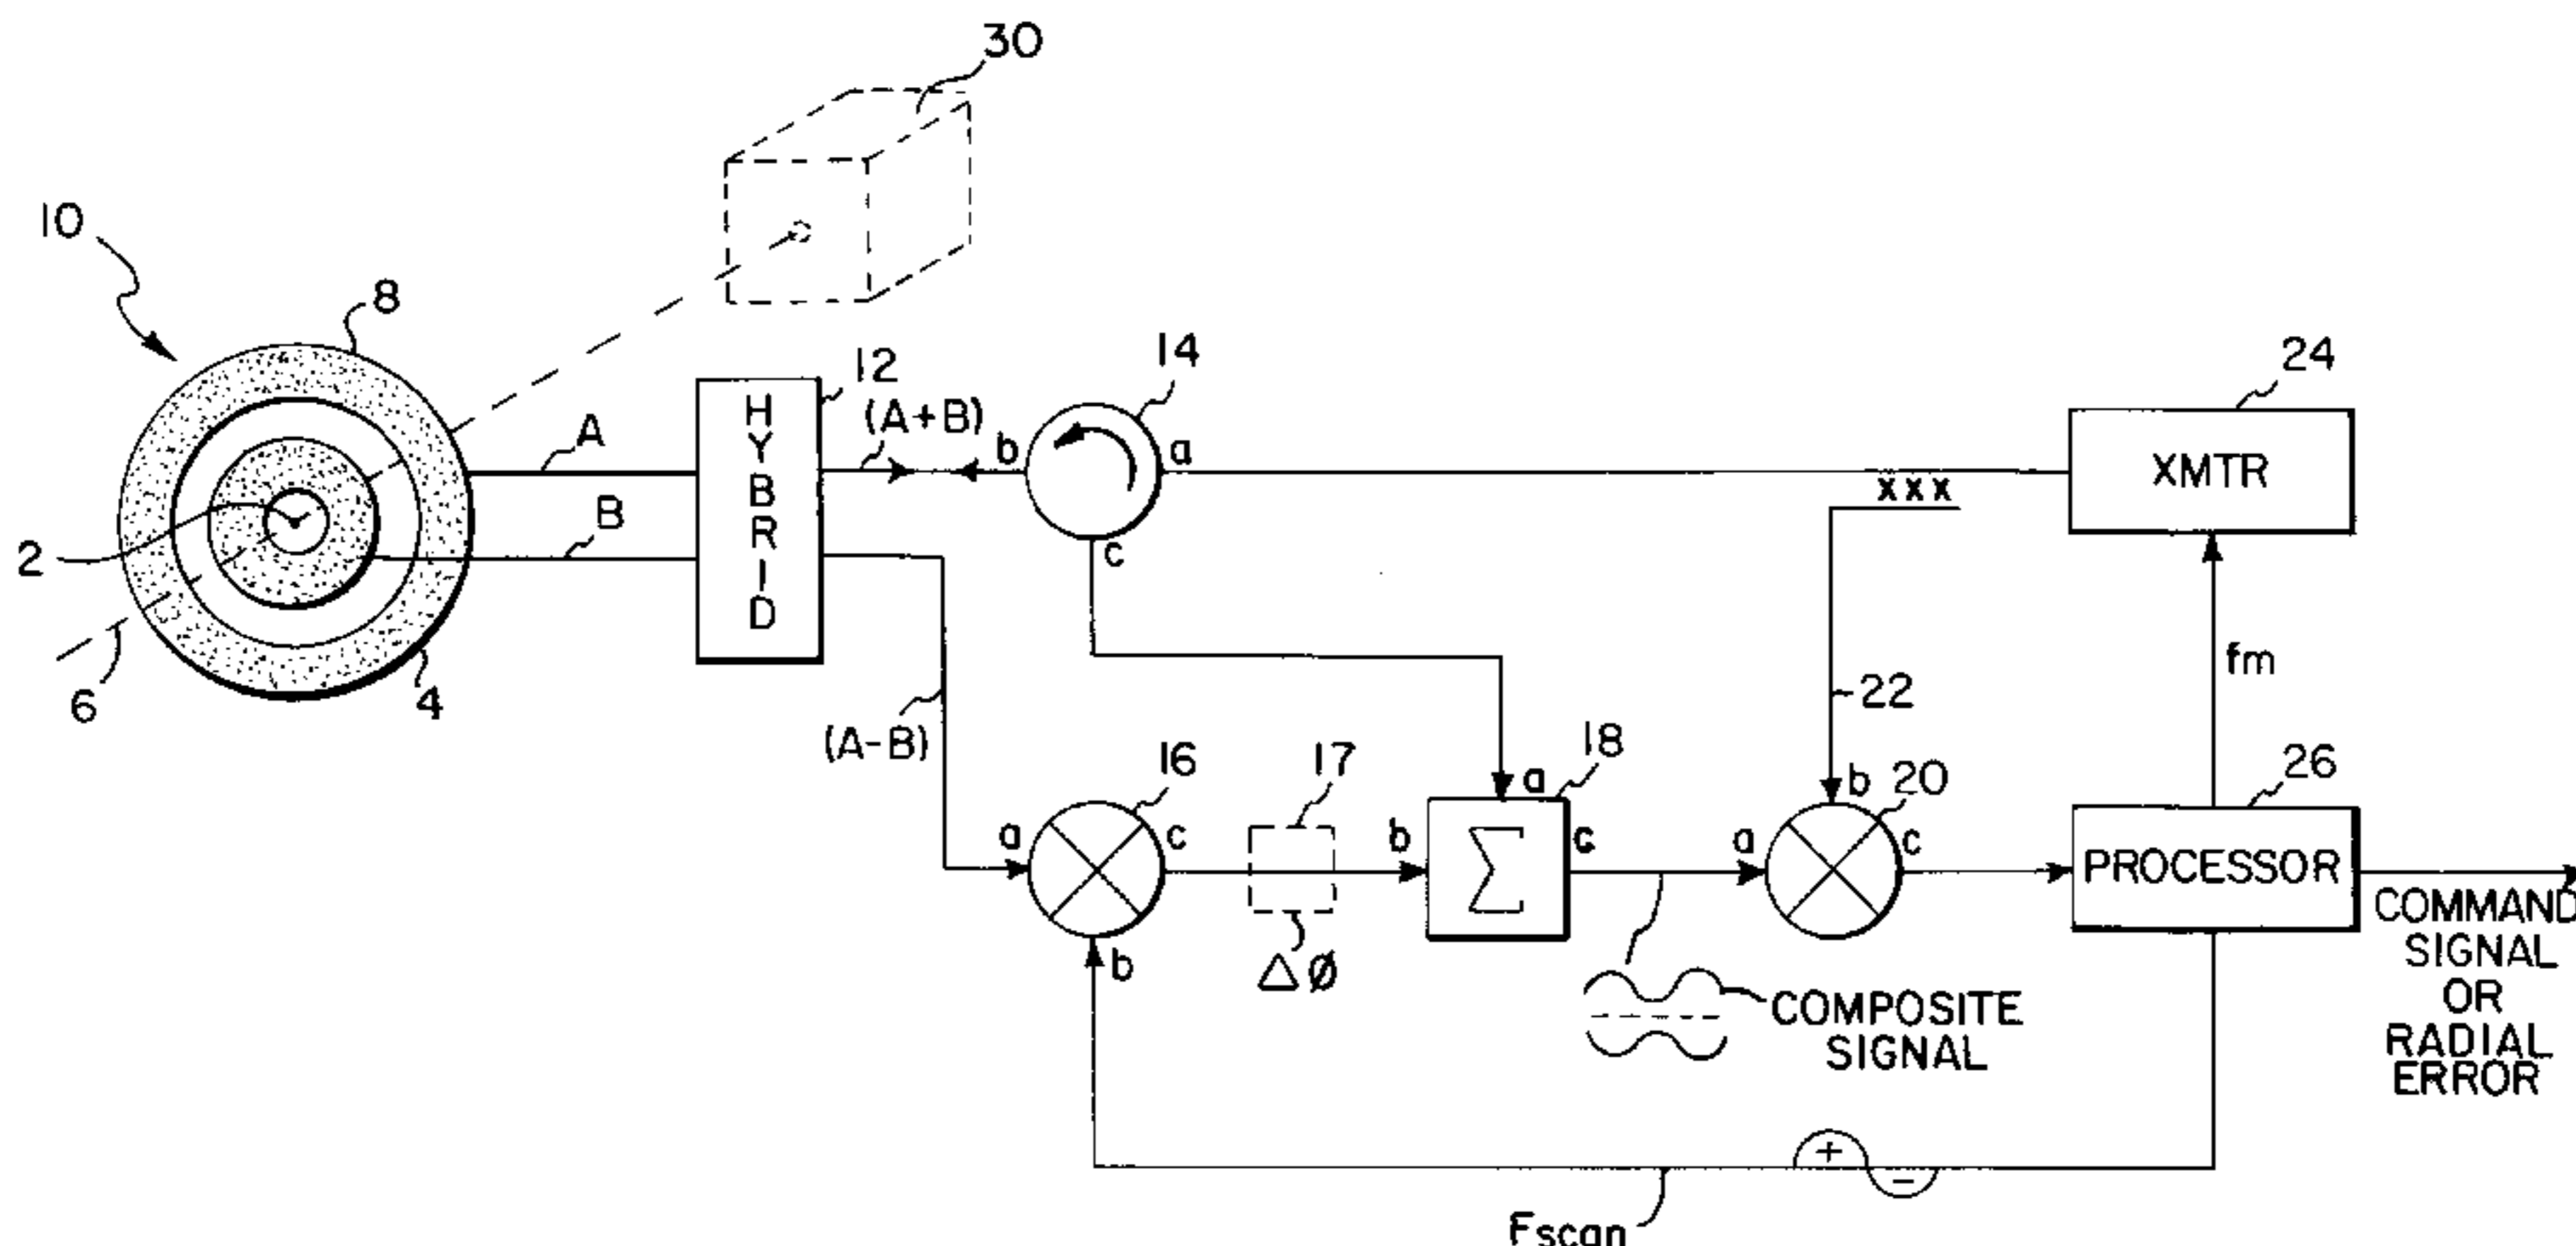 30
10
8
12
14
24
(A+B)
A
b
a
XMTR
HYBRID
B
xxx
2
c
fm
6
4
22
(A-B)
16
17
18
a
b
20
26
a
c
b
c
a
c
PROCESSOR
b
Δø
Σ
COMMAND
SIGNAL
OR
RADIAL
ERROR
COMPOSITE
SIGNAL
+
-
Fscan